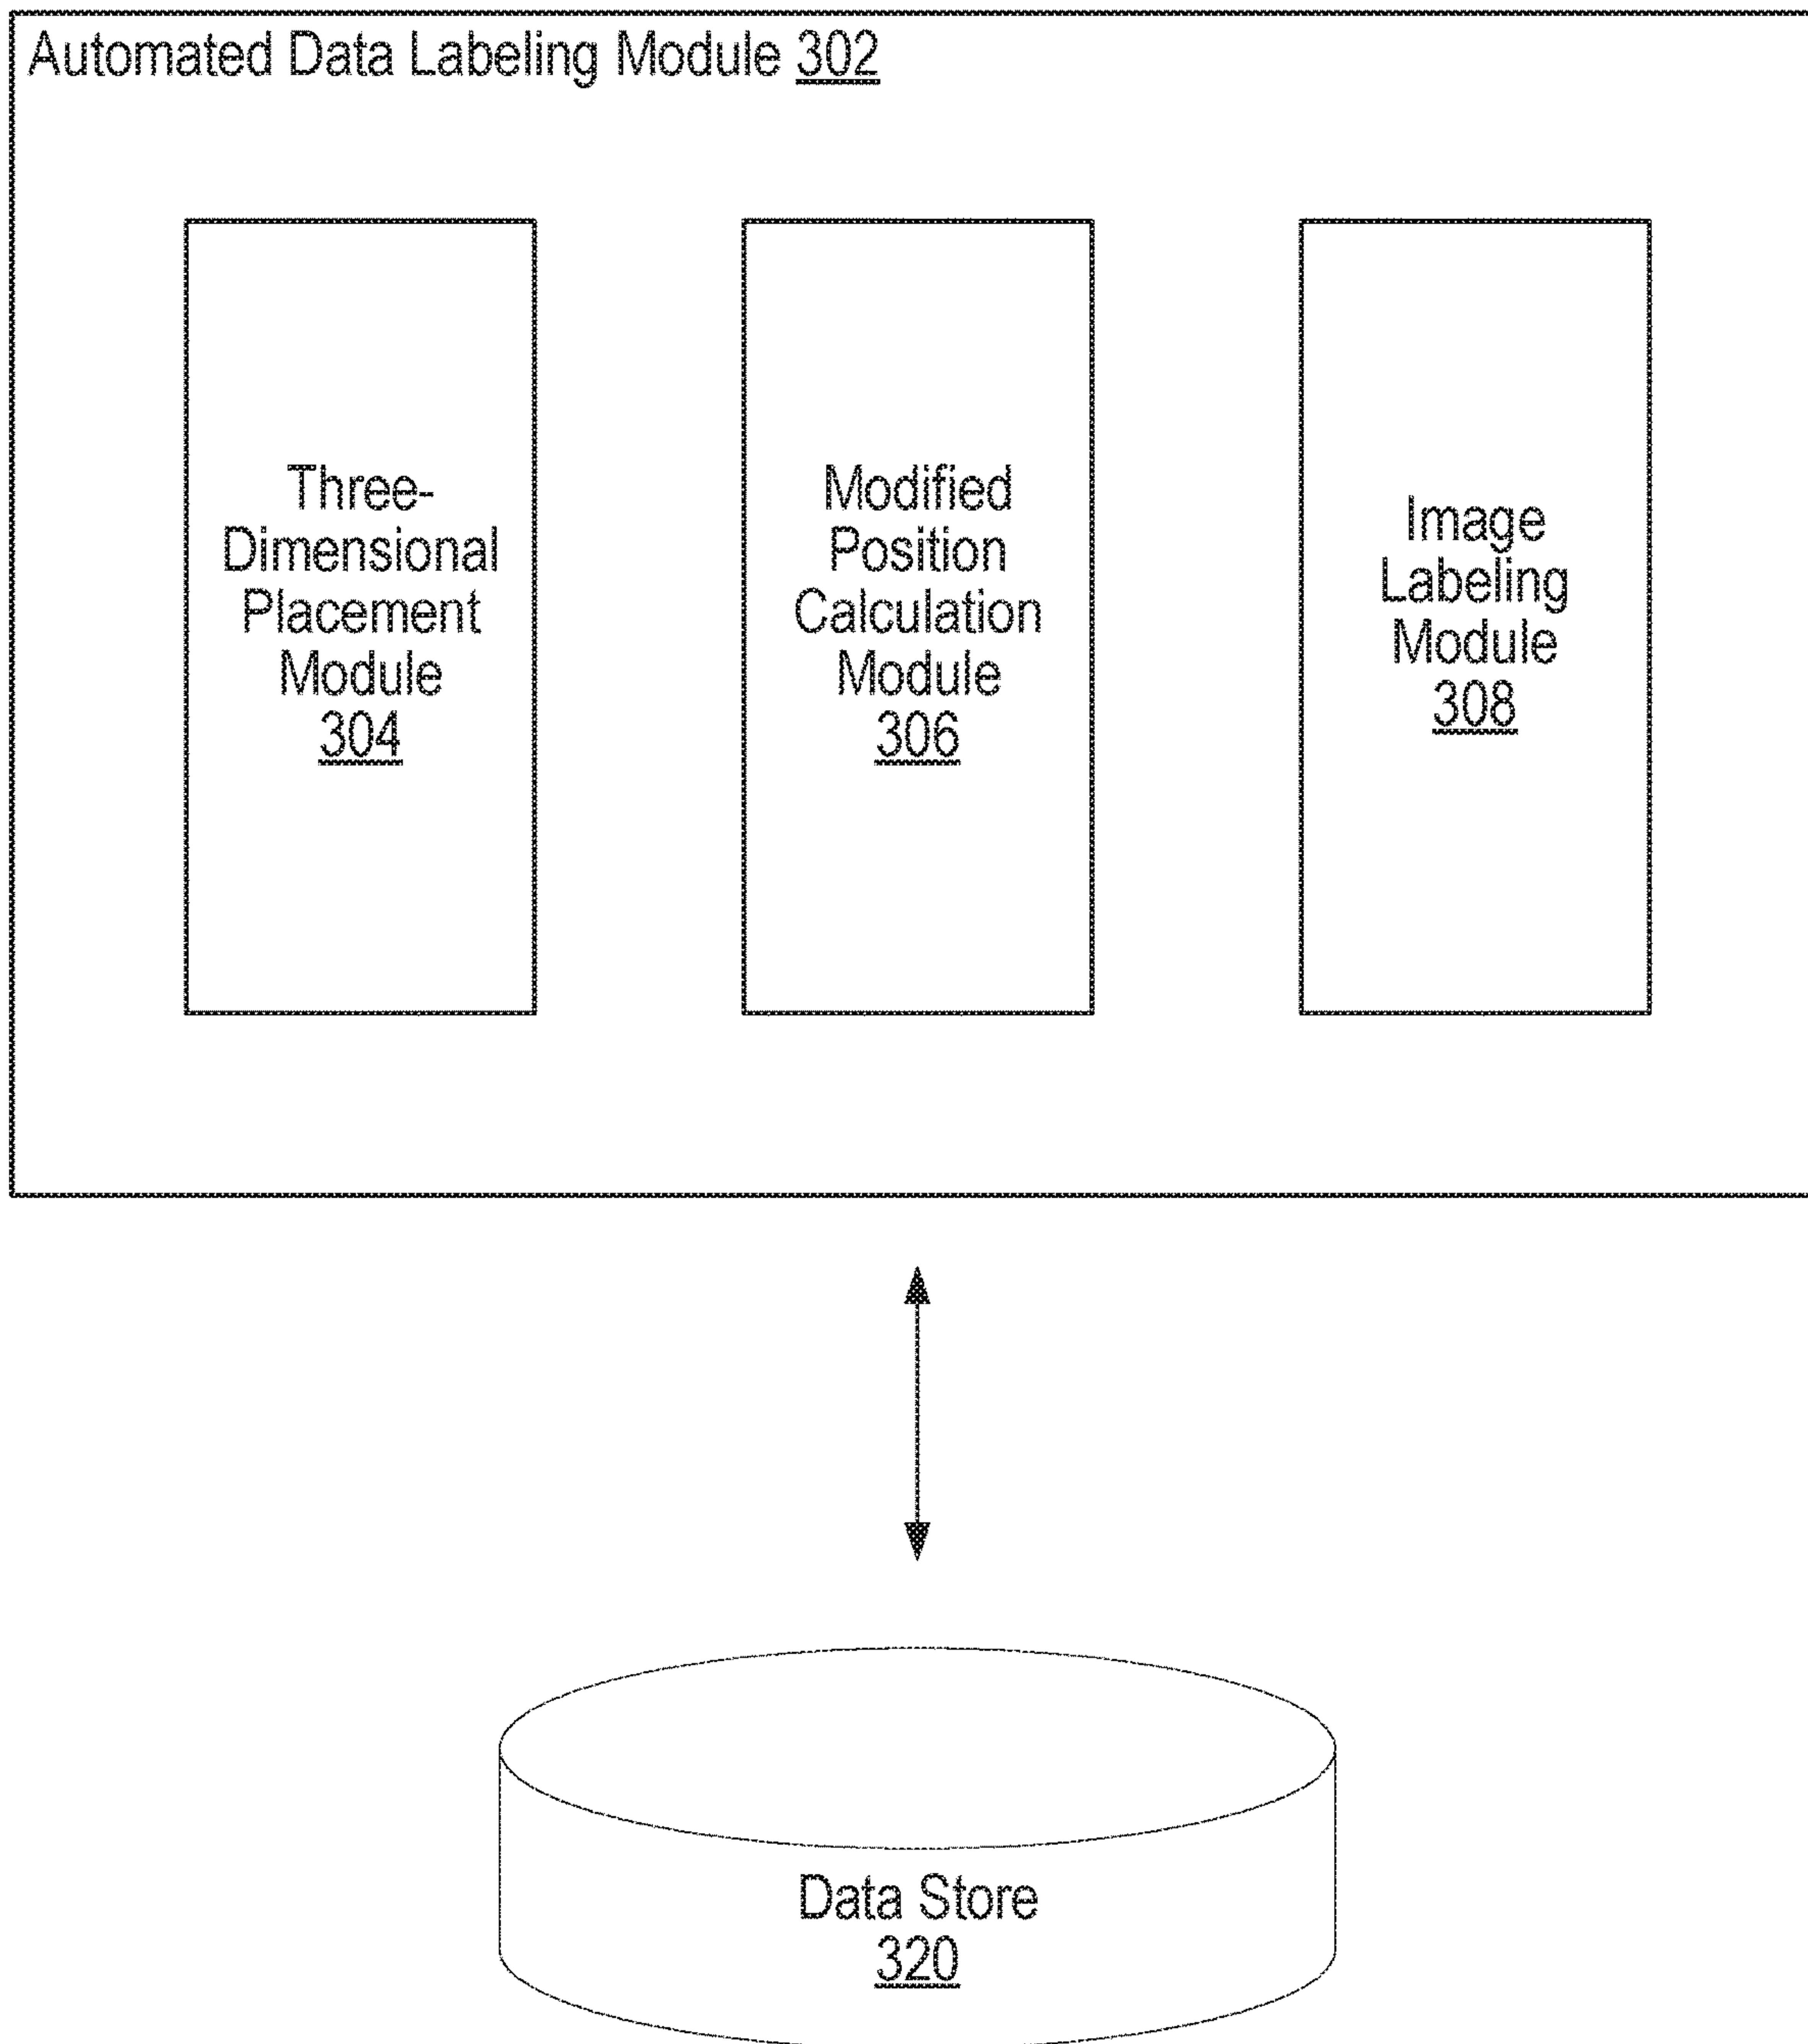 Automated Data Labeling Module 302
Three-
Dimensional
Placement
Module
304
Modified
Position
Calculation
Module
306
Image
Labeling
Module
308
Data Store
320